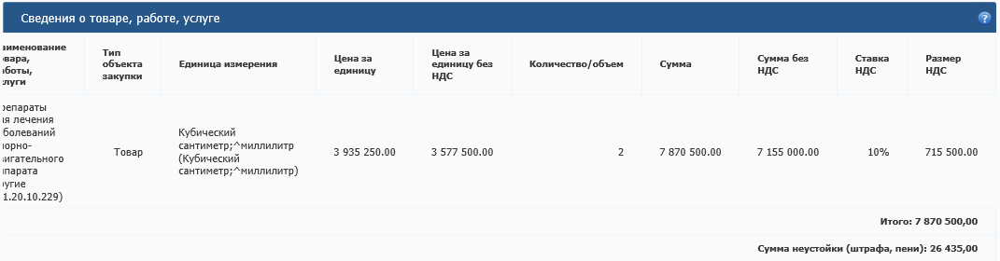 Сведения о товаре, работе, услуге
аименование
овара,
аботы,
слуги
Тип
объекта
закупки
Единица измерения
Цена за
единицу
Цена за
единицу без
НДС
Количество/объем
Сумма
Сумма без
НДС
Ставка
НДС
Размер
НДС
репараты
ля лечения
аболеваний
порно-
вигательного
ппарата
ругие
1.20.10.229)
Товар
Кубический
сантиметр;^миллилитр
(Кубический
сантиметр;^миллилитр)
3 935 250.00
3 577 500.00
2
7 870 500.00
7 155 000.00
10%
715 500.00
Итого: 7 870 500,00
Сумма неустойки (штрафа, пени): 26 435,00